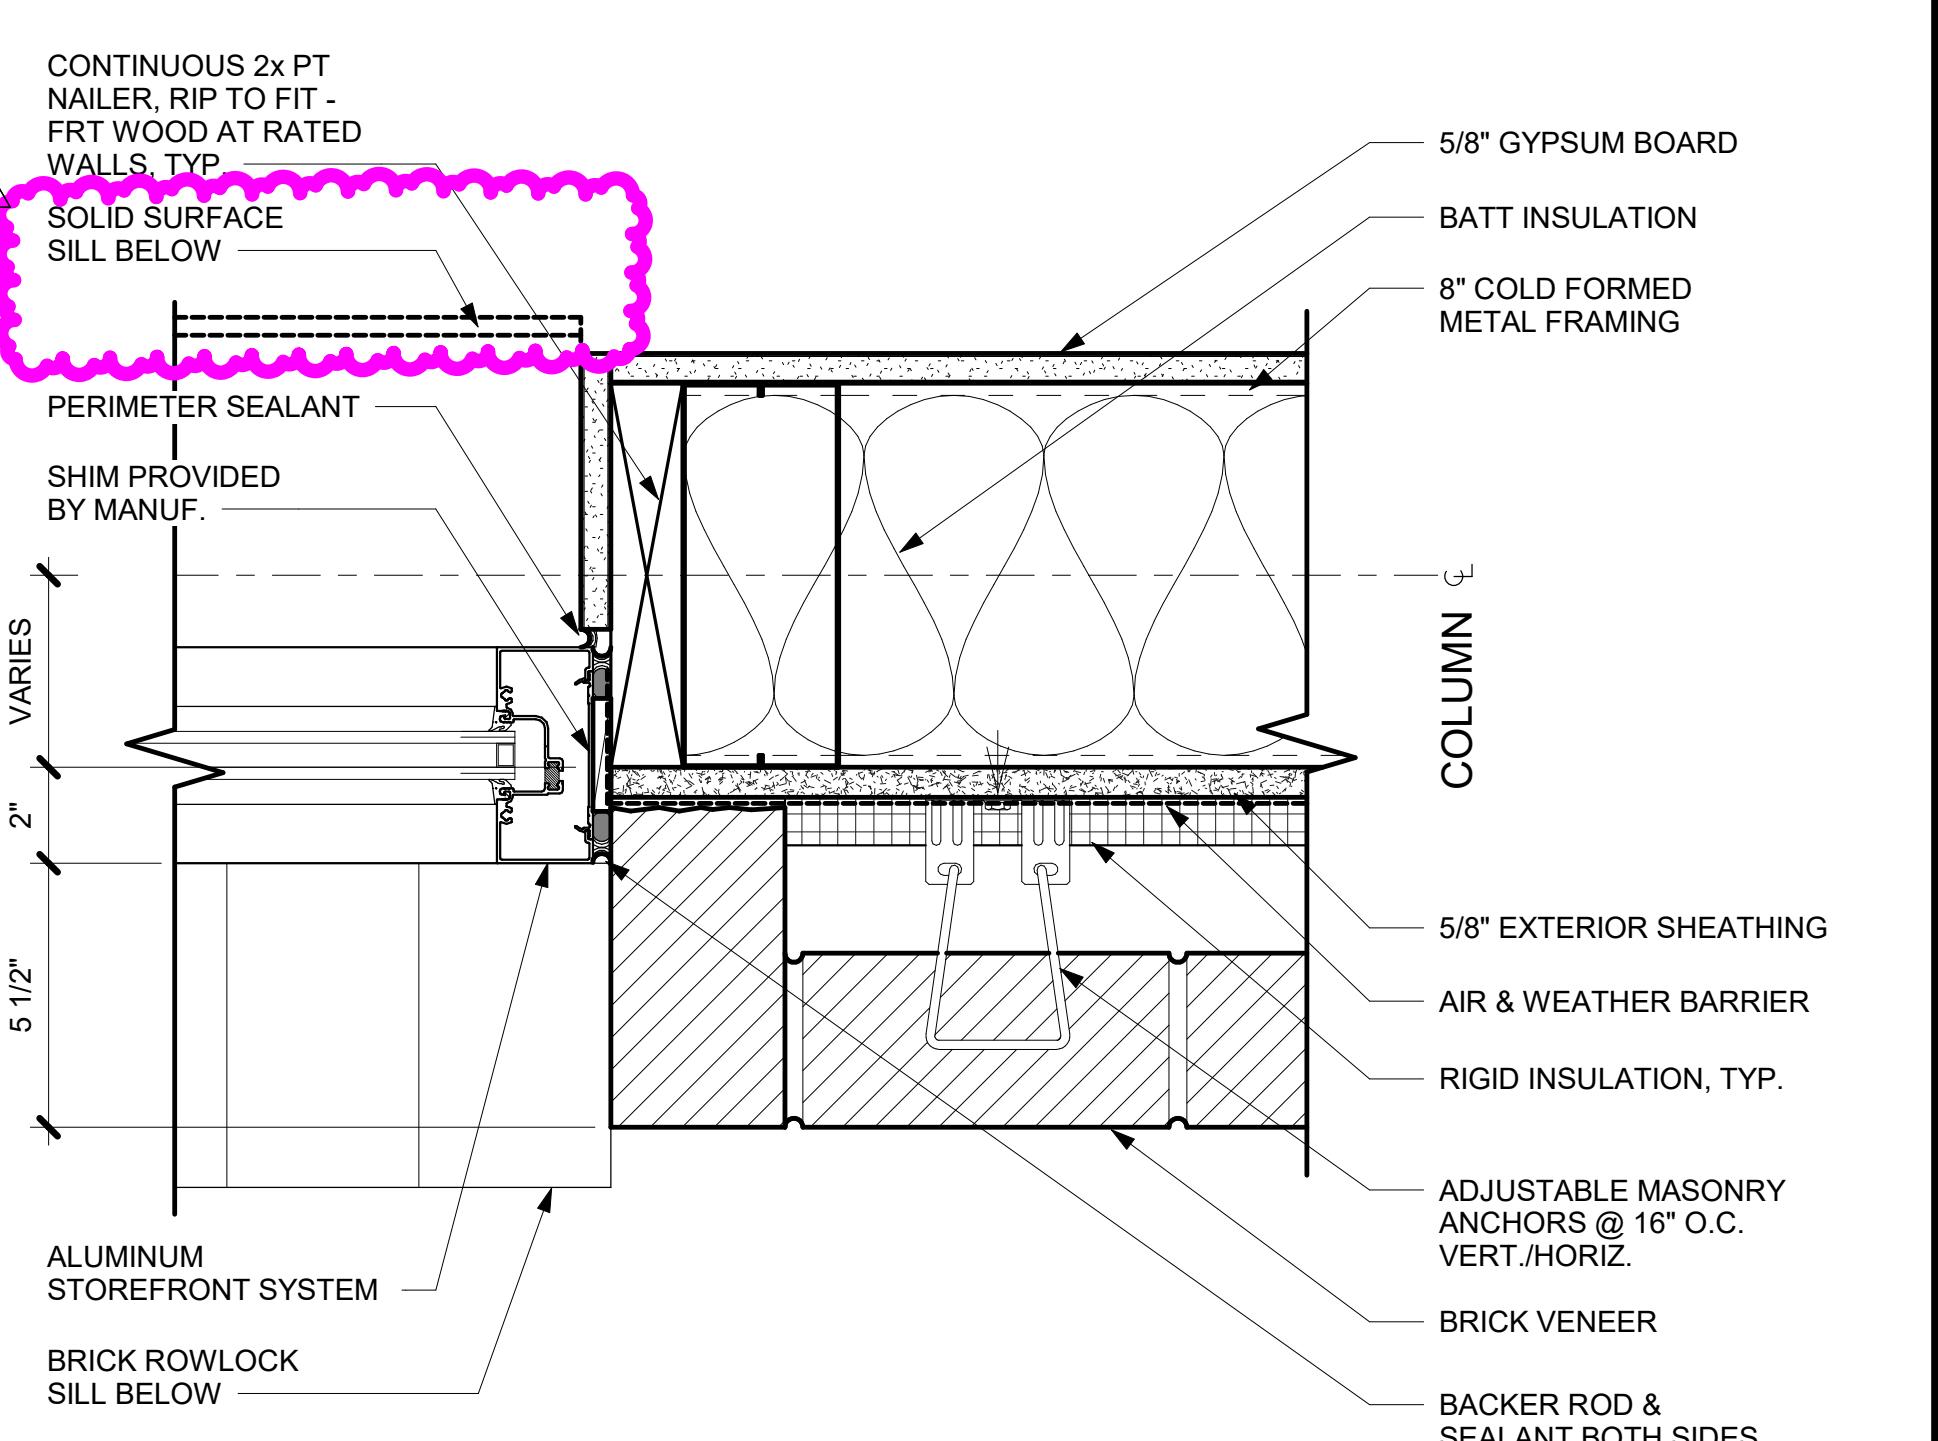 CONTINUOUS 2x PT
NAILER, RIP TO FIT -
FRT WOOD AT RATED
WALLS, TYP.
SOLID SURFACE
SILL BELOW
PERIMETER SEALANT
SHIM PROVIDED
BY MANUF.
VARIES
2"
5 1/2"
ALUMINUM
STOREFRONT SYSTEM
BRICK ROWLOCK
SILL BELOW
5/8" GYPSUM BOARD
BATT INSULATION
8" COLD FORMED
METAL FRAMING
COLUMN ℄
5/8" EXTERIOR SHEATHING
AIR & WEATHER BARRIER
RIGID INSULATION, TYP.
ADJUSTABLE MASONRY
ANCHORS @ 16" O.C.
VERT./HORIZ.
BRICK VENEER
BACKER ROD &
SEALANT BOTH SIDES